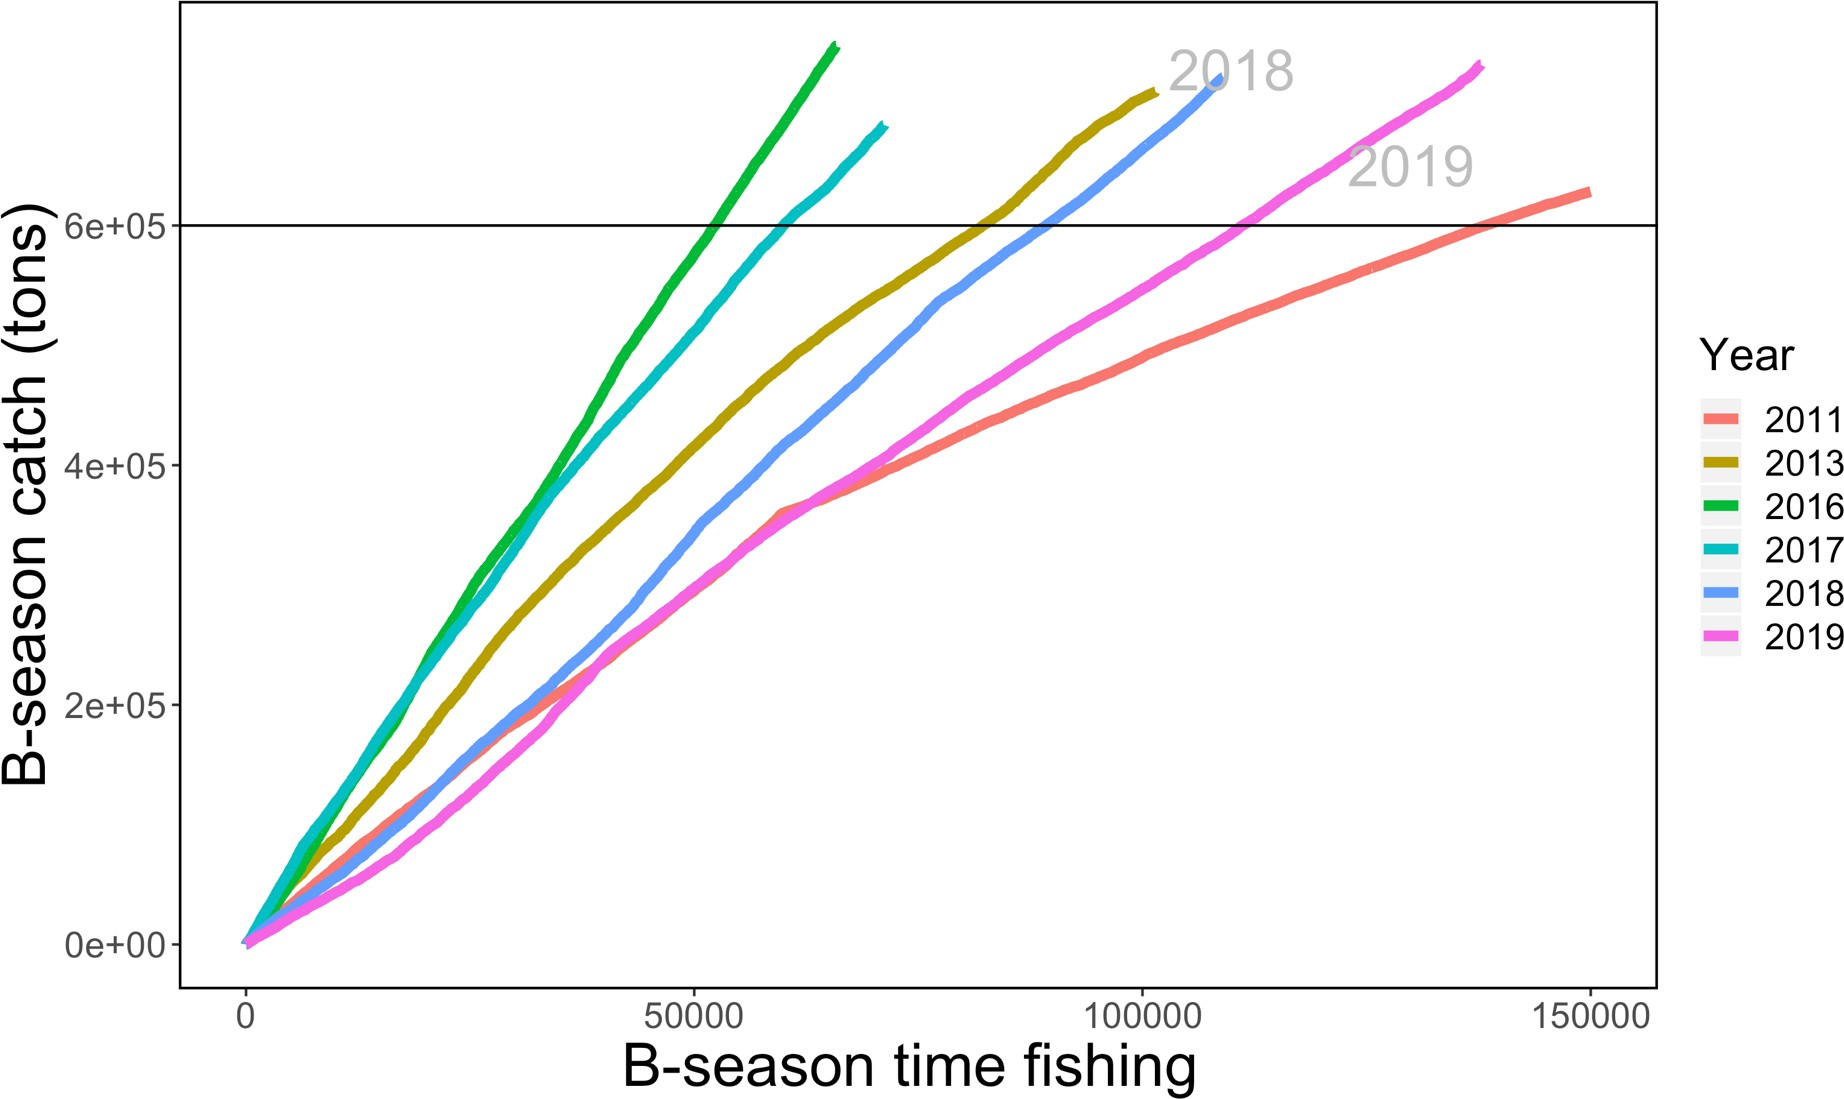 2018
2019
B-season catch (tons)
6e+05
4e+05
2e+05
0e+00
0
50000
100000
150000
B-season time fishing
Year
2011
2013
2016
2017
2018
2019